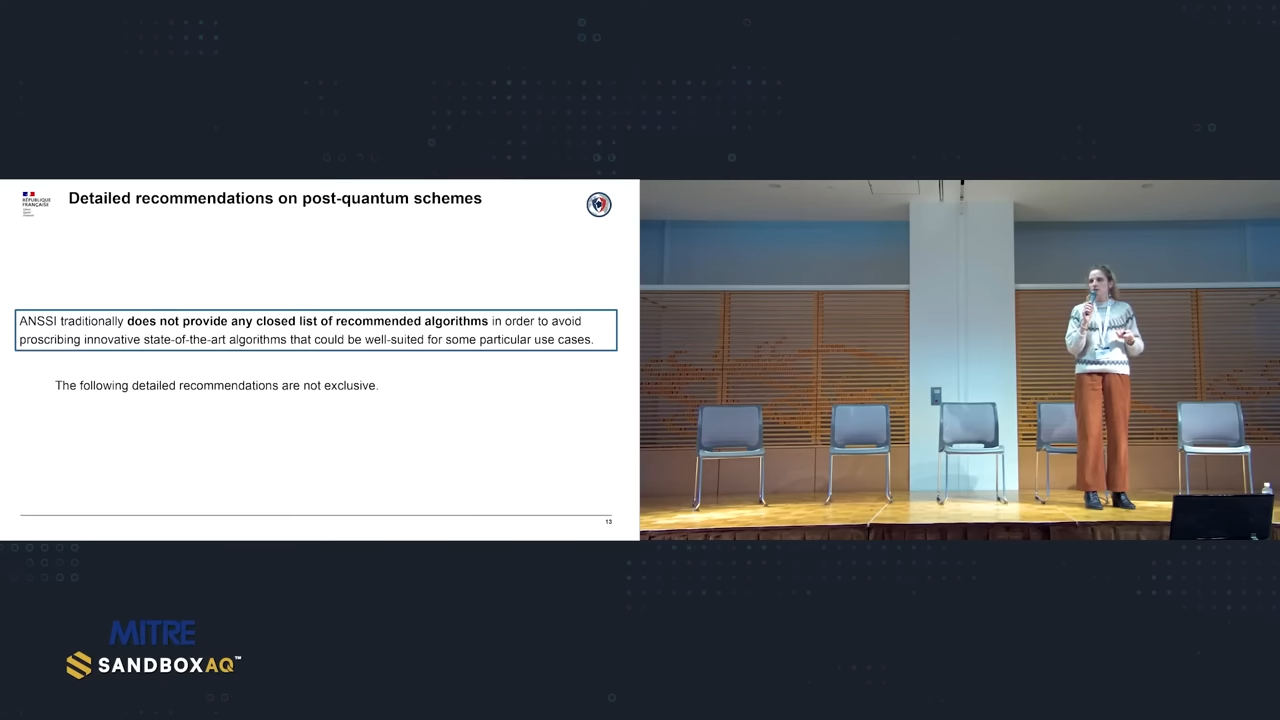 RÉPUBLIQUE
FRANÇAISE
Detailed recommendations on post-quantum schemes
ANSSI traditionally does not provide any closed list of recommended algorithms in order to avoid
proscribing innovative state-of-the-art algorithms that could be well-suited for some particular use cases.
The following detailed recommendations are not exclusive.
13
MITRE
SANDBOXAQ™